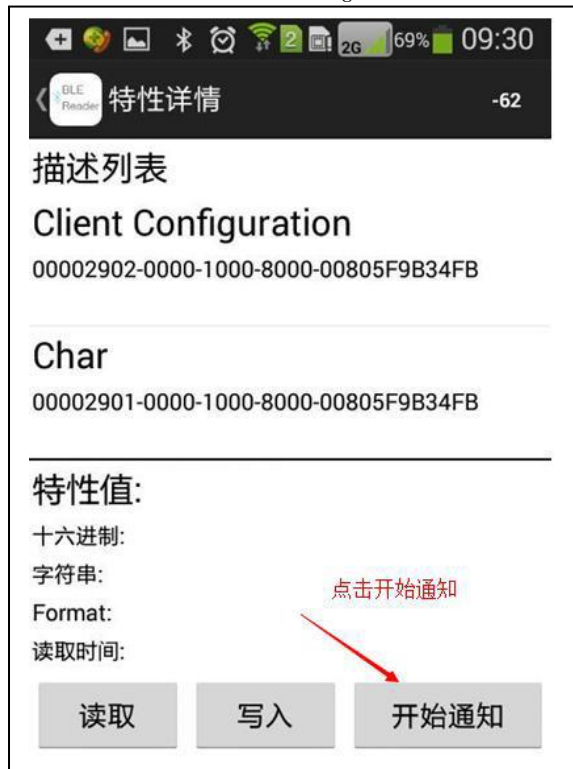 2
2G
69%
09:30
BLE
Reader
特性详情
-62
描述列表
Client Configuration
00002902-0000-1000-8000-00805F9B34FB
Char
00002901-0000-1000-8000-00805F9B34FB
特性值:
十六进制:
字符串:
点击开始通知
Format:
读取时间:
读取
写入
开始通知